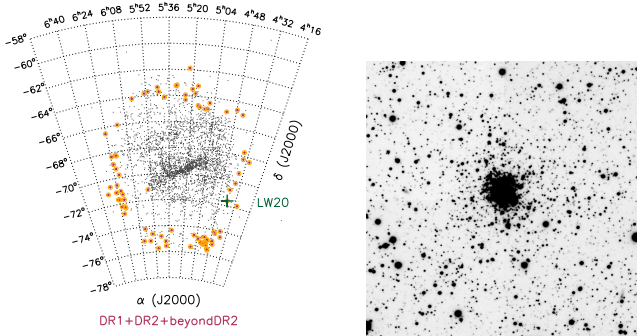 6ʰ40 6ʰ24 6ʰ08 5ʰ52 5ʰ36 5ʰ20 5ʰ04 4ʰ48 4ʰ32 4ʰ16
−58°
−60°
−62°
−64°
−66°
−68°
−70°
−72°
−74°
−76°
−78°
δ (J2000)
LW20
α (J2000)
DR1+DR2+beyondDR2